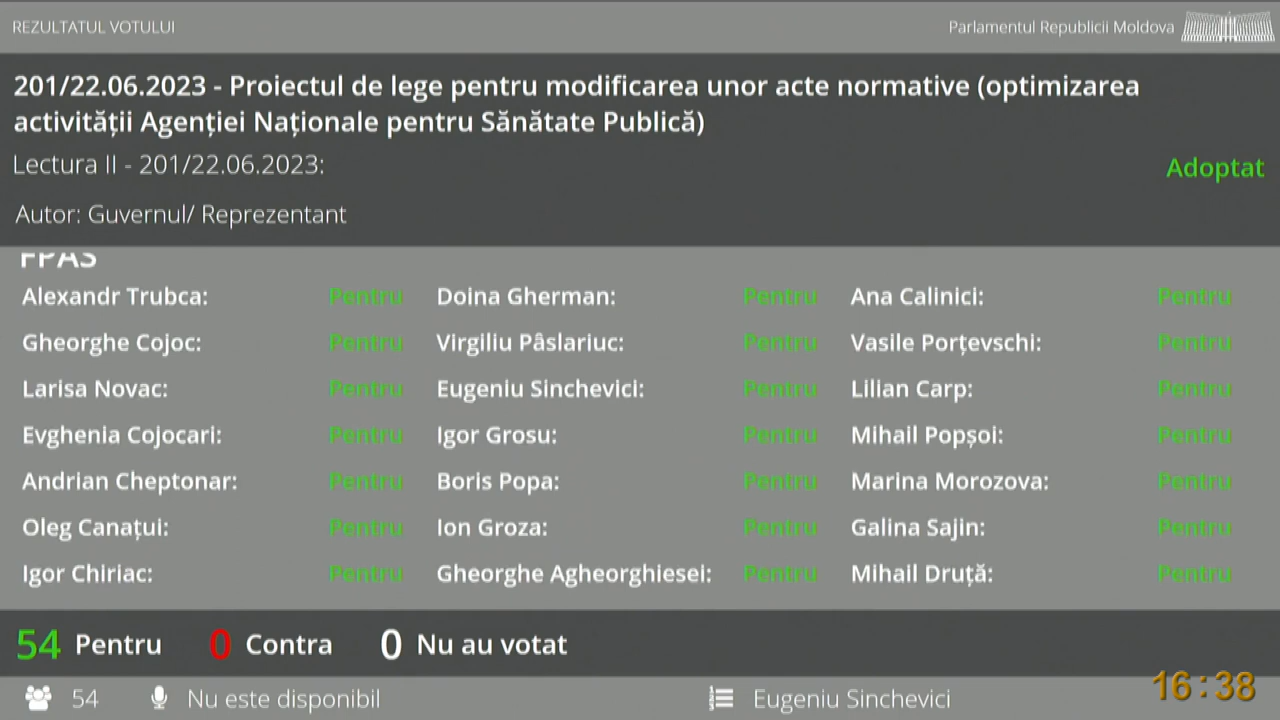 REZULTATUL VOTULUI
Parlamentul Republicii Moldova
201/22.06.2023 - Proiectul de lege pentru modificarea unor acte normative (optimizarea
activității Agenției Naționale pentru Sănătate Publică)
Lectura II - 201/22.06.2023:
Adoptat
Autor: Guvernul/ Reprezentant
FPAS
Alexandr Trubca: Pentru Doina Gherman: Pentru Ana Calinici: Pentru
Gheorghe Cojoc: Pentru Virgiliu Pâslariuc: Pentru Vasile Porțevschi: Pentru
Larisa Novac: Pentru Eugeniu Sinchevici: Pentru Lilian Carp: Pentru
Evghenia Cojocari: Pentru Igor Grosu: Pentru Mihail Popșoi: Pentru
Andrian Cheptonar: Pentru Boris Popa: Pentru Marina Morozova: Pentru
Oleg Canațui: Pentru Ion Groza: Pentru Galina Sajin: Pentru
Igor Chiriac: Pentru Gheorghe Agheorghiesei: Pentru Mihail Druță: Pentru
54 Pentru 0 Contra 0 Nu au votat
54 Nu este disponibil Eugeniu Sinchevici
16:38